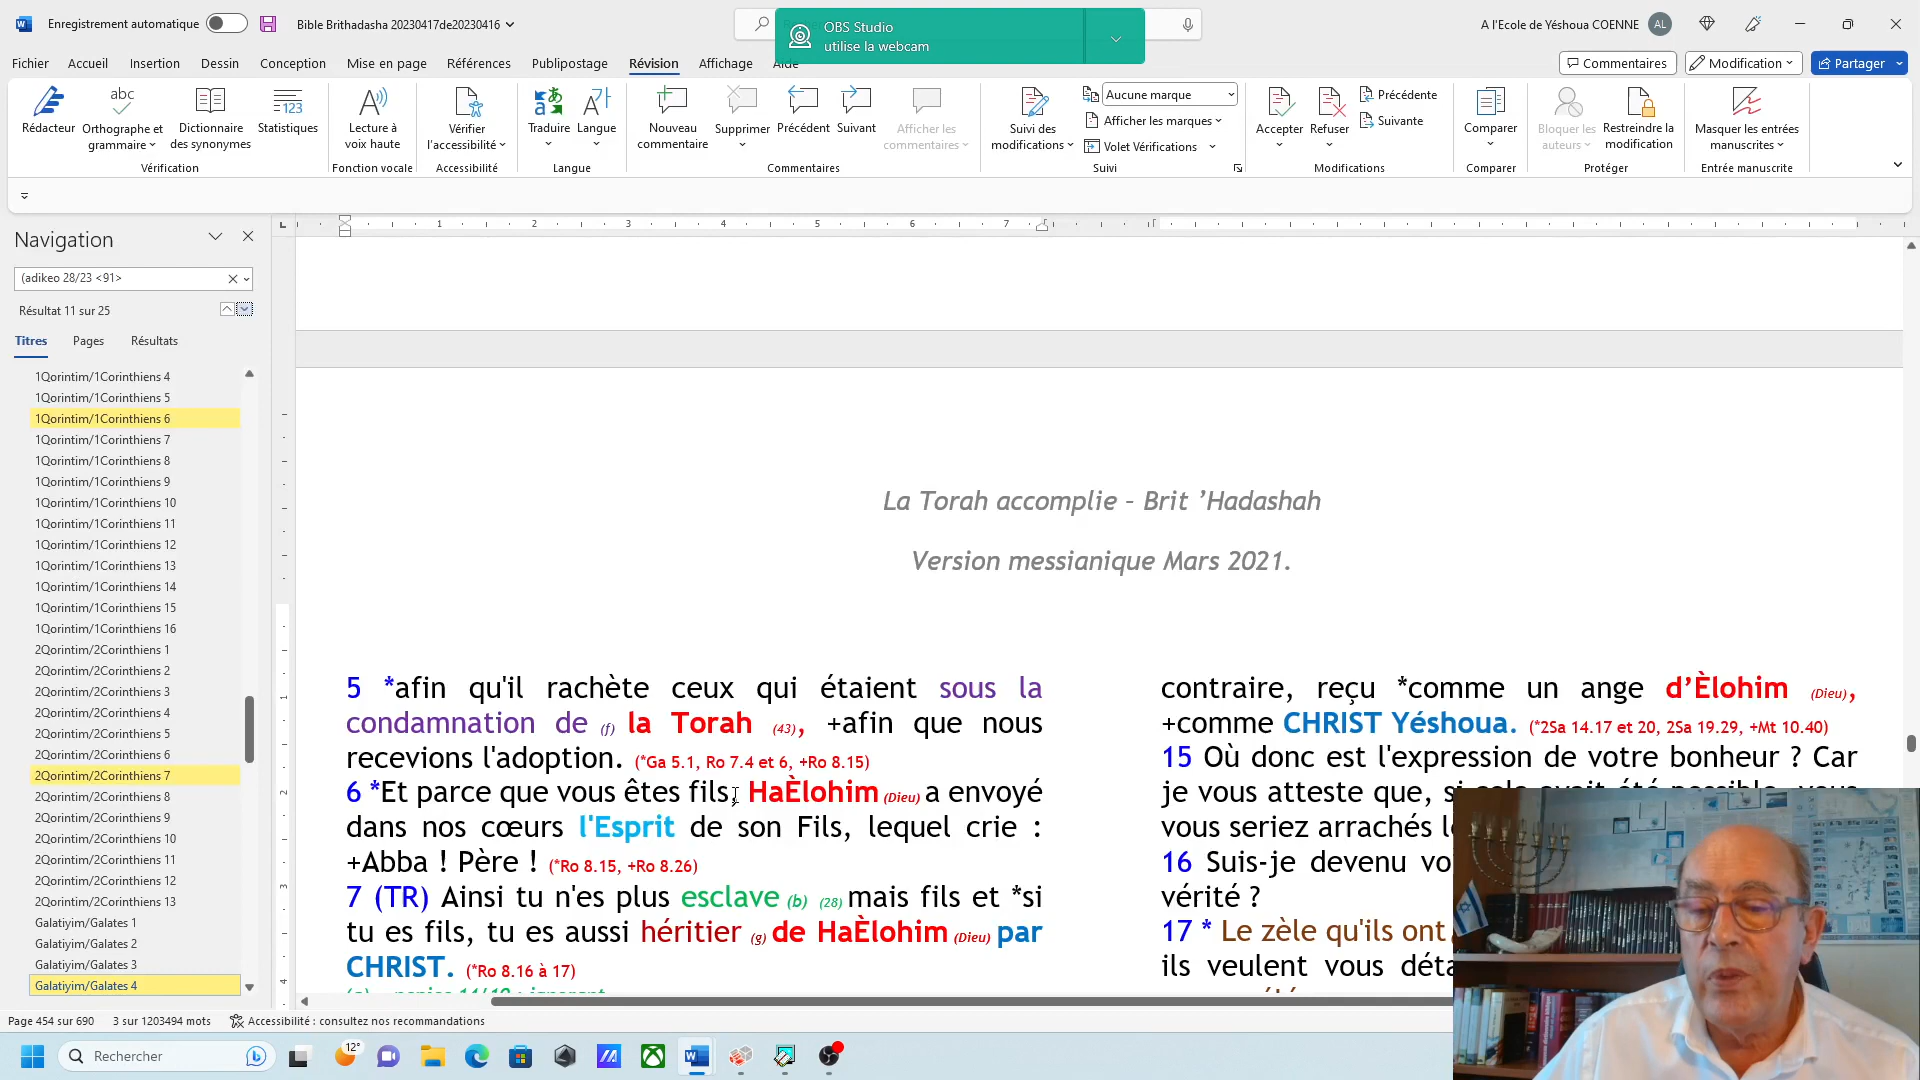 Enregistrement automatique
Bible Brithadasha 20230417de20230416
OBS Studio
utilise la webcam
A l'Ecole de Yéshoua COENNE
AL
Fichier
Accueil
Insertion
Dessin
Conception
Mise en page
Références
Publipostage
Révision
Affichage
Aide
Commentaires
Modification
Partager
Rédacteur
abc
Orthographe et
grammaire
Dictionnaire
des synonymes
123
Statistiques
Vérification
Lecture à
voix haute
Fonction vocale
Vérifier
l'accessibilité
Accessibilité
Traduire
Langue
Langue
Nouveau
commentaire
Supprimer
Précédent
Suivant
Afficher les
commentaires
Commentaires
Suivi des
modifications
Aucune marque
Afficher les marques
Volet Vérifications
Suivi
Accepter
Refuser
Précédente
Suivante
Modifications
Comparer
Comparer
Bloquer les
auteurs
Restreindre la
modification
Protéger
Masquer les entrées
manuscrites
Entrée manuscrite
Navigation
(adikeo 28/23 <91>
Résultat 11 sur 25
Titres
Pages
Résultats
1Qorintim/1Corinthiens 4
1Qorintim/1Corinthiens 5
1Qorintim/1Corinthiens 6
1Qorintim/1Corinthiens 7
1Qorintim/1Corinthiens 8
1Qorintim/1Corinthiens 9
1Qorintim/1Corinthiens 10
1Qorintim/1Corinthiens 11
1Qorintim/1Corinthiens 12
1Qorintim/1Corinthiens 13
1Qorintim/1Corinthiens 14
1Qorintim/1Corinthiens 15
1Qorintim/1Corinthiens 16
2Qorintim/2Corinthiens 1
2Qorintim/2Corinthiens 2
2Qorintim/2Corinthiens 3
2Qorintim/2Corinthiens 4
2Qorintim/2Corinthiens 5
2Qorintim/2Corinthiens 6
2Qorintim/2Corinthiens 7
2Qorintim/2Corinthiens 8
2Qorintim/2Corinthiens 9
2Qorintim/2Corinthiens 10
2Qorintim/2Corinthiens 11
2Qorintim/2Corinthiens 12
2Qorintim/2Corinthiens 13
Galatiyim/Galates 1
Galatiyim/Galates 2
Galatiyim/Galates 3
Galatiyim/Galates 4
1 2 3 4 5 6 7
La Torah accomplie – Brit ’Hadashah
Version messianique Mars 2021.
5 *afin qu'il rachète ceux qui étaient sous la
condamnation de (f) la Torah (43), +afin que nous
recevions l'adoption. (*Ga 5.1, Ro 7.4 et 6, +Ro 8.15)
6 *Et parce que vous êtes fils, HaÈlohim (Dieu) a envoyé
dans nos cœurs l'Esprit de son Fils, lequel crie :
+Abba ! Père ! (*Ro 8.15, +Ro 8.26)
7 (TR) Ainsi tu n'es plus esclave (b) (28) mais fils et *si
tu es fils, tu es aussi héritier (g) de HaÈlohim (Dieu) par
CHRIST. (*Ro 8.16 à 17)
contraire, reçu *comme un ange d’Èlohim (Dieu),
+comme CHRIST Yéshoua. (*2Sa 14.17 et 20, 2Sa 19.29, +Mt 10.40)
15 Où donc est l'expression de votre bonheur ? Car
je vous atteste que, si cela
vous seriez arrachés
16 Suis-je devenu
vérité ?
17 * Le zèle qu'ils ont
ils veulent vous
Page 454 sur 690
3 sur 1203494 mots
Accessibilité : consultez nos recommandations
Rechercher
12°